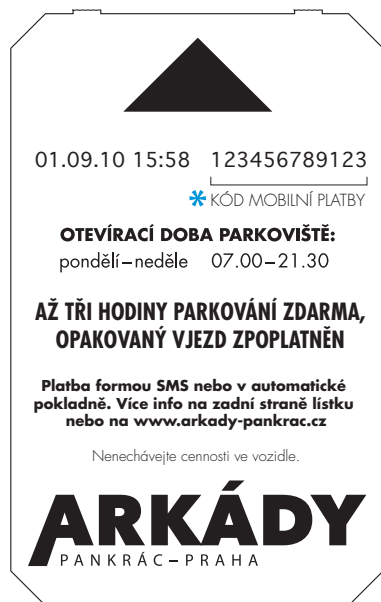 01.09.10 15:58 123456789123
* KÓD MOBILNÍ PLATBY
OTEVÍRACÍ DOBA PARKOVIŠTĚ:
pondělí – neděle 07.00 – 21.30
AŽ TŘI HODINY PARKOVÁNÍ ZDARMA,
OPAKOVANÝ VJEZD ZPOPLATNĚN
Platba formou SMS nebo v automatické
pokladně. Více info na zadní straně lístku
nebo na www.arkady-pankrac.cz
Nenechávejte cennosti ve vozidle.
ARKÁDY
PANKRÁC – PRAHA